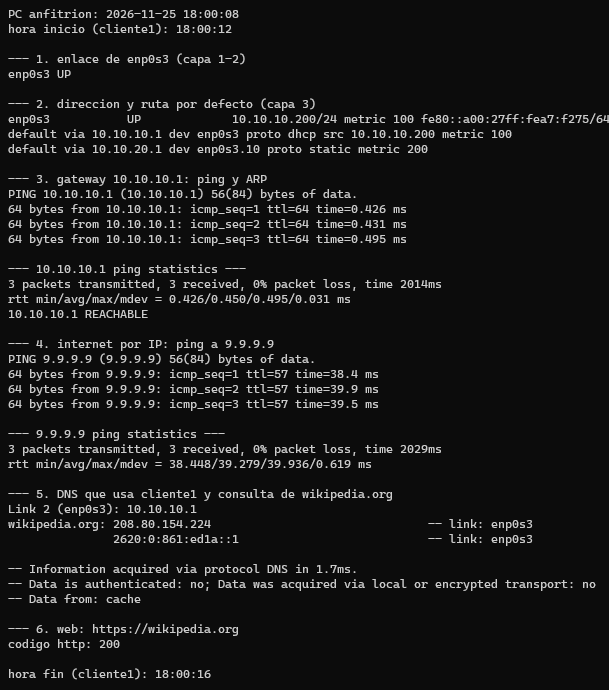 PC anfitrion: 2026-11-25 18:00:08
hora inicio (cliente1): 18:00:12
--- 1. enlace de enp0s3 (capa 1-2)
enp0s3 UP
--- 2. direccion y ruta por defecto (capa 3)
enp0s3           UP             10.10.10.200/24 metric 100 fe80::a00:27ff:fea7:f275/64
default via 10.10.10.1 dev enp0s3 proto dhcp src 10.10.10.200 metric 100
default via 10.10.20.1 dev enp0s3.10 proto static metric 200
--- 3. gateway 10.10.10.1: ping y ARP
PING 10.10.10.1 (10.10.10.1) 56(84) bytes of data.
64 bytes from 10.10.10.1: icmp_seq=1 ttl=64 time=0.426 ms
64 bytes from 10.10.10.1: icmp_seq=2 ttl=64 time=0.431 ms
64 bytes from 10.10.10.1: icmp_seq=3 ttl=64 time=0.495 ms
--- 10.10.10.1 ping statistics ---
3 packets transmitted, 3 received, 0% packet loss, time 2014ms
rtt min/avg/max/mdev = 0.426/0.450/0.495/0.031 ms
10.10.10.1 REACHABLE
--- 4. internet por IP: ping a 9.9.9.9
PING 9.9.9.9 (9.9.9.9) 56(84) bytes of data.
64 bytes from 9.9.9.9: icmp_seq=1 ttl=57 time=38.4 ms
64 bytes from 9.9.9.9: icmp_seq=2 ttl=57 time=39.9 ms
64 bytes from 9.9.9.9: icmp_seq=3 ttl=57 time=39.5 ms
--- 9.9.9.9 ping statistics ---
3 packets transmitted, 3 received, 0% packet loss, time 2029ms
rtt min/avg/max/mdev = 38.448/39.279/39.936/0.619 ms
--- 5. DNS que usa cliente1 y consulta de wikipedia.org
Link 2 (enp0s3): 10.10.10.1
wikipedia.org: 208.80.154.224                               -- link: enp0s3
               2620:0:861:ed1a::1                           -- link: enp0s3
-- Information acquired via protocol DNS in 1.7ms.
-- Data is authenticated: no; Data was acquired via local or encrypted transport: no
-- Data from: cache
--- 6. web: https://wikipedia.org
codigo http: 200
hora fin (cliente1): 18:00:16